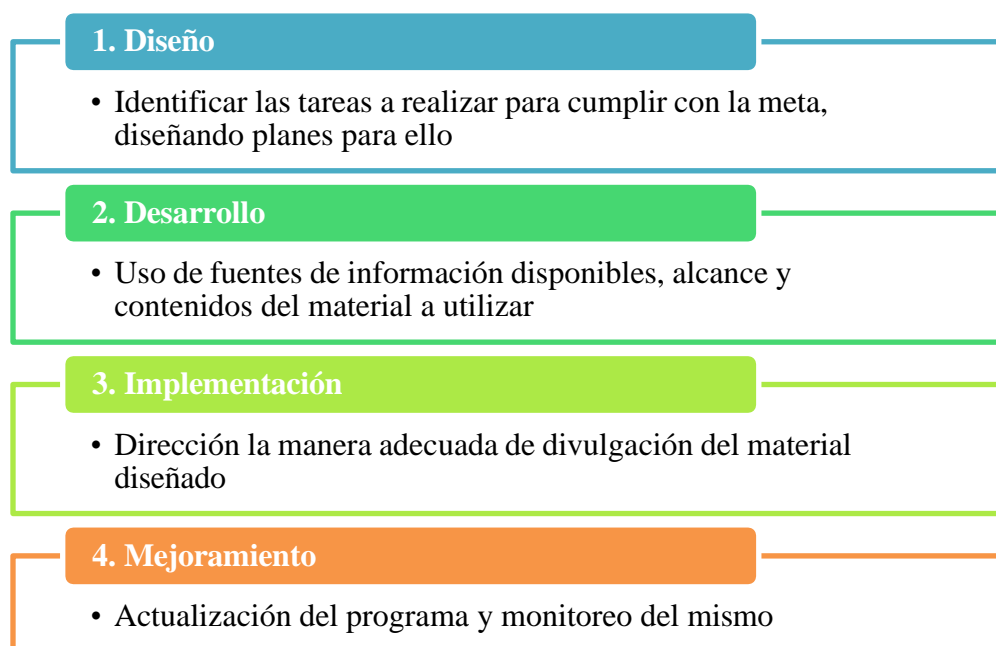 1. Diseño
• Identificar las tareas a realizar para cumplir con la meta,
diseñando planes para ello
2. Desarrollo
• Uso de fuentes de información disponibles, alcance y
contenidos del material a utilizar
3. Implementación
• Dirección la manera adecuada de divulgación del material
diseñado
4. Mejoramiento
• Actualización del programa y monitoreo del mismo